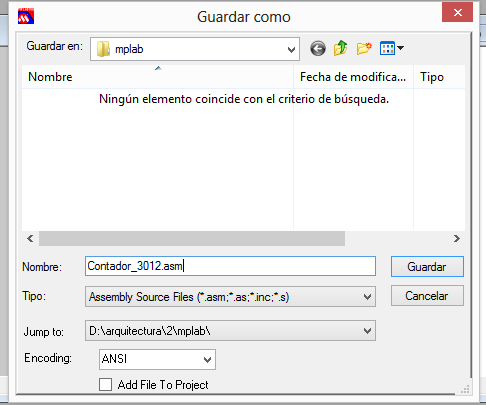 Guardar como
Guardar en: mplab
Nombre Fecha de modifica... Tipo
Ningún elemento coincide con el criterio de búsqueda.
Nombre: Contador_3012.asm Guardar
Tipo: Assembly Source Files (*.asm;*.as;*.inc;*.s) Cancelar
Jump to: D:\arquitectura\2\mplab\
Encoding: ANSI
Add File To Project